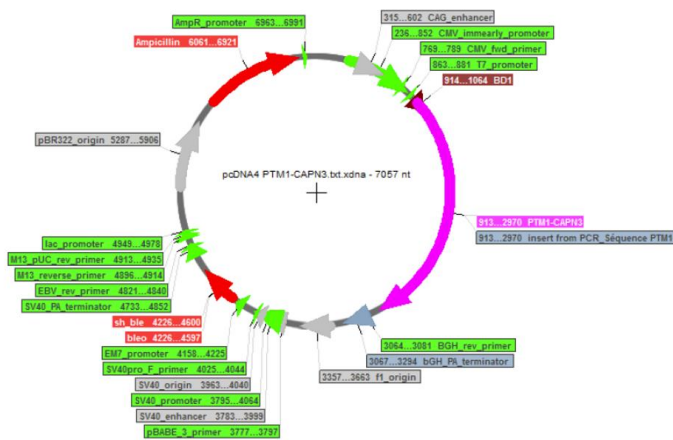 AmpR_promoter 6963...6991
Ampicillin 6061...6921
315...602 CAG_enhancer
236...852 CMV_immearly_promoter
769...789 CMV_fwd_primer
863...881 T7_promoter
914...1064 BD1
pBR322_origin 5287...5906
pcDNA4 PTM1-CAPN3.txt.xdna - 7057 nt
913...2970 PTM1-CAPN3
913...2970 insert from PCR_Séquence PTM1
lac_promoter 4949...4978
M13_pUC_rev_primer 4913...4935
M13_reverse_primer 4896...4914
EBV_rev_primer 4821...4840
SV40_PA_terminator 4733...4852
sh_ble 4226...4600
bleo 4226...4597
EM7_promoter 4158...4225
SV40pro_F_primer 4025...4044
SV40_origin 3963...4040
SV40_promoter 3795...4064
SV40_enhancer 3783...3999
pBABE_3_primer 3777...3797
3064...3081 BGH_rev_primer
3067...3294 bGH_PA_terminator
3357...3663 f1_origin